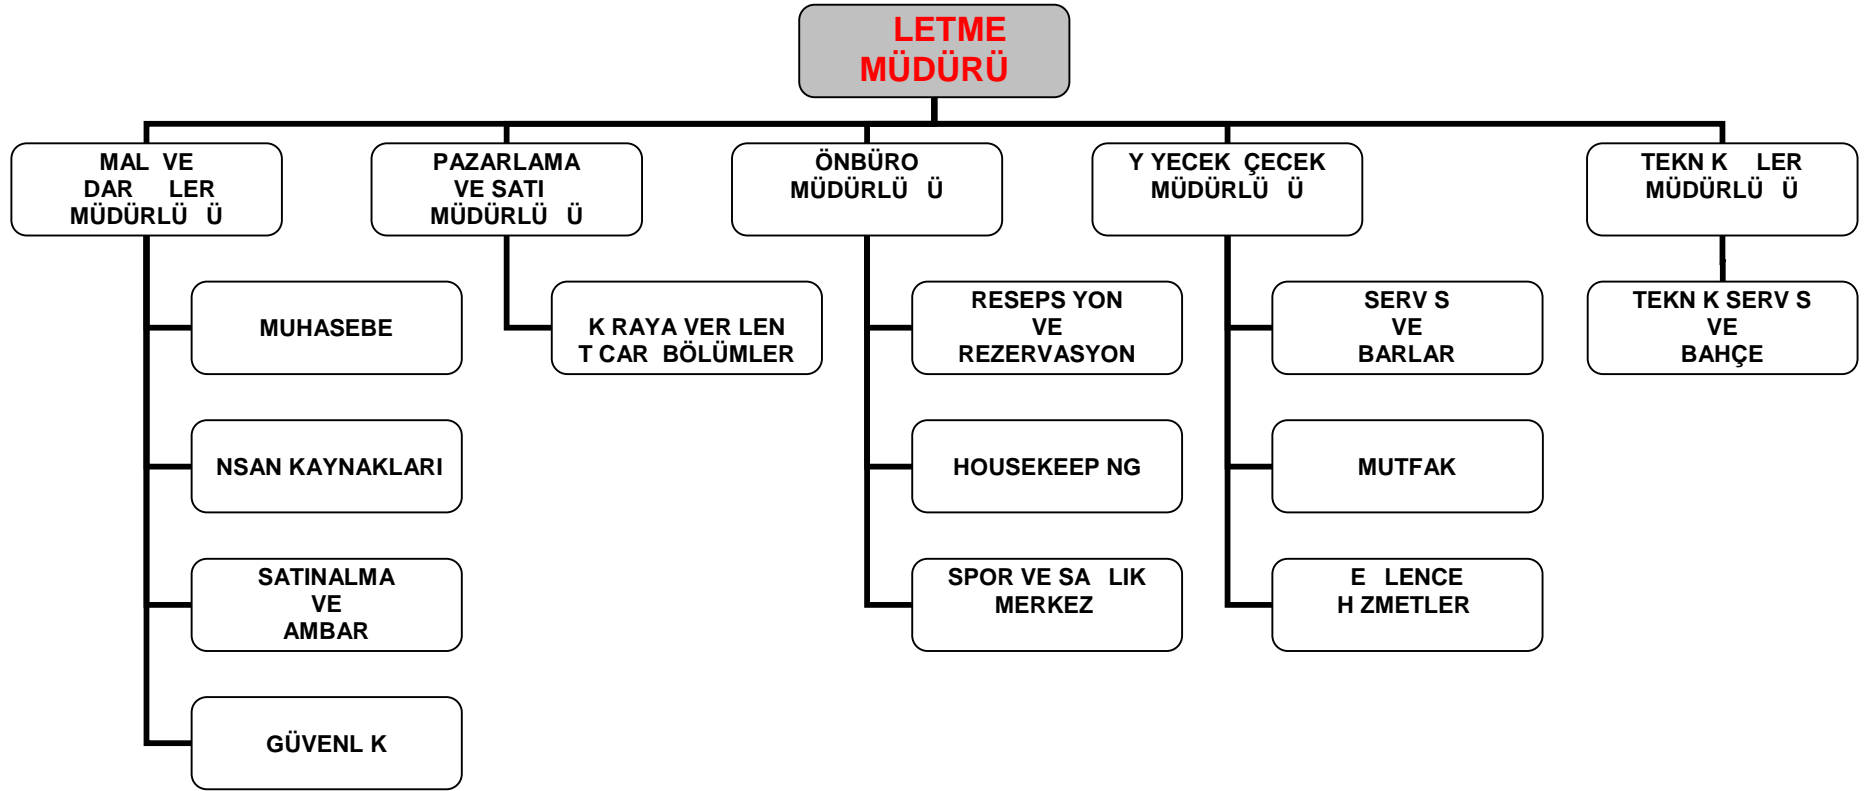 LETME
MÜDÜRÜ
MAL VE
DAR LER
MÜDÜRLÜ Ü
PAZARLAMA
VE SATI
MÜDÜRLÜ Ü
ÖNBÜRO
MÜDÜRLÜ Ü
Y YECEK ÇECEK
MÜDÜRLÜ Ü
TEKN K LER
MÜDÜRLÜ Ü
MUHASEBE
NSAN KAYNAKLARI
SATINALMA
VE
AMBAR
GÜVENL K
K RAYA VER LEN
T CAR BÖLÜMLER
RESEPS YON
VE
REZERVASYON
HOUSEKEEP NG
SPOR VE SA LIK
MERKEZ
SERV S
VE
BARLAR
MUTFAK
E LENCE
H ZMETLER
TEKN K SERV S
VE
BAHÇE